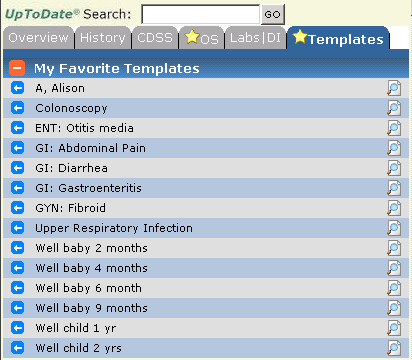 UpToDate® Search: GO
Overview History CDSS OS Labs|DI Templates
My Favorite Templates
A, Alison
Colonoscopy
ENT: Otitis media
GI: Abdominal Pain
GI: Diarrhea
GI: Gastroenteritis
GYN: Fibroid
Upper Respiratory Infection
Well baby 2 months
Well baby 4 months
Well baby 6 month
Well baby 9 months
Well child 1 yr
Well child 2 yrs